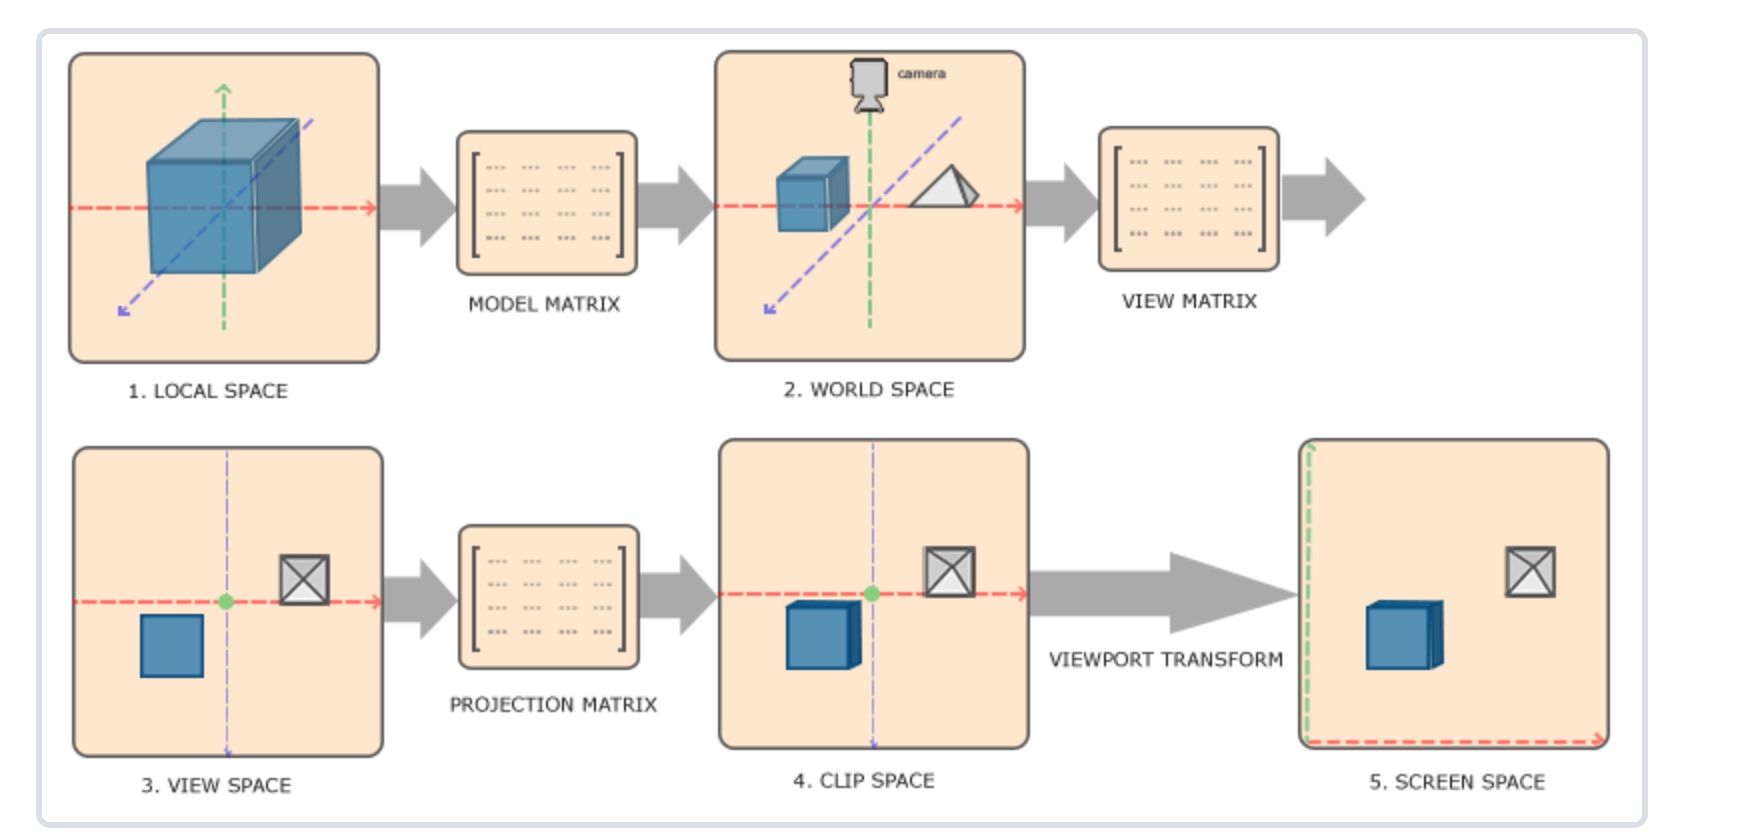 camera
MODEL MATRIX
VIEW MATRIX
1. LOCAL SPACE
2. WORLD SPACE
PROJECTION MATRIX
VIEWPORT TRANSFORM
3. VIEW SPACE
4. CLIP SPACE
5. SCREEN SPACE